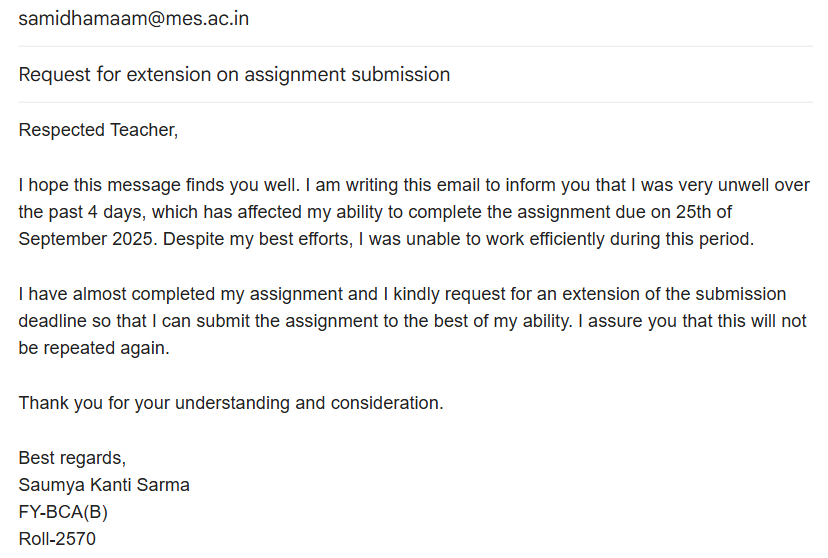 samidhamaam@mes.ac.in
Request for extension on assignment submission
Respected Teacher,
I hope this message finds you well. I am writing this email to inform you that I was very unwell over
the past 4 days, which has affected my ability to complete the assignment due on 25th of
September 2025. Despite my best efforts, I was unable to work efficiently during this period.
I have almost completed my assignment and I kindly request for an extension of the submission
deadline so that I can submit the assignment to the best of my ability. I assure you that this will not
be repeated again.
Thank you for your understanding and consideration.
Best regards,
Saumya Kanti Sarma
FY-BCA(B)
Roll-2570